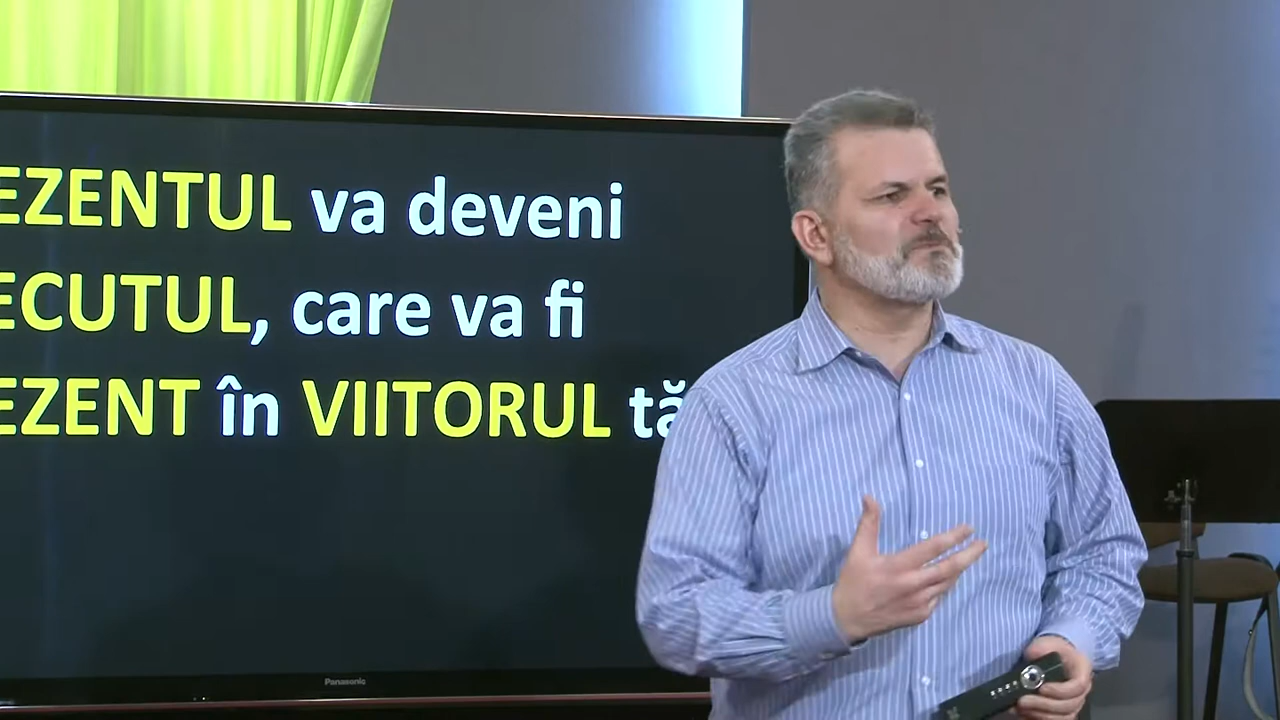 EZENTUL va deveni
ECUTUL, care va fi
EZENT în VIITORUL tă
Panasonic